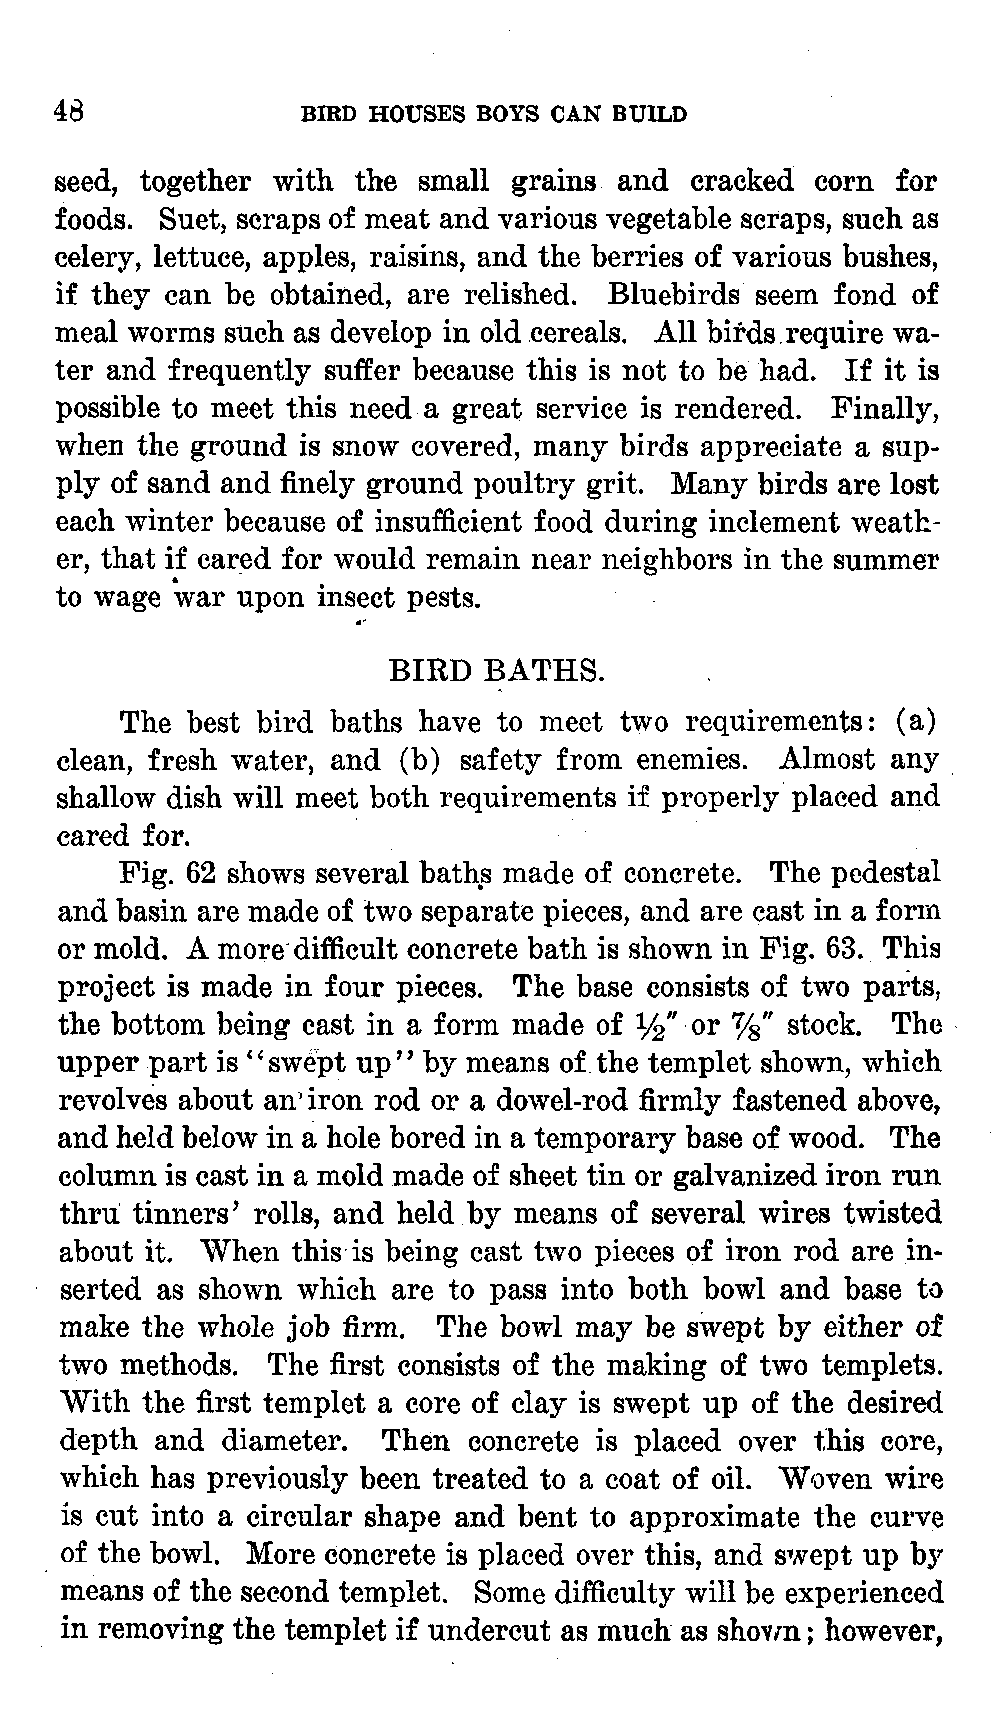 48 BIRD HOUSES BOYS CAN BUILD
seed, together with the small grains and cracked corn for
foods. Suet, scraps of meat and various vegetable scraps, such as
celery, lettuce, apples, raisins, and the berries of various bushes,
if they can be obtained, are relished. Bluebirds seem fond of
meal worms such as develop in old cereals. All birds require wa-
ter and frequently suffer because this is not to be had. If it is
possible to meet this need a great service is rendered. Finally,
when the ground is snow covered, many birds appreciate a sup-
ply of sand and finely ground poultry grit. Many birds are lost
each winter because of insufficient food during inclement weath-
er, that if cared for would remain near neighbors in the summer
to wage war upon insect pests.
BIRD BATHS.
The best bird baths have to meet two requirements: (a)
clean, fresh water, and (b) safety from enemies. Almost any
shallow dish will meet both requirements if properly placed and
cared for.
Fig. 62 shows several baths made of concrete. The pedestal
and basin are made of two separate pieces, and are cast in a form
or mold. A more difficult concrete bath is shown in Fig. 63. This
project is made in four pieces. The base consists of two parts,
the bottom being cast in a form made of ½″ or ⅞″ stock. The
upper part is "swept up" by means of the templet shown, which
revolves about an iron rod or a dowel-rod firmly fastened above,
and held below in a hole bored in a temporary base of wood. The
column is cast in a mold made of sheet tin or galvanized iron run
thru tinners' rolls, and held by means of several wires twisted
about it. When this is being cast two pieces of iron rod are in-
serted as shown which are to pass into both bowl and base to
make the whole job firm. The bowl may be swept by either of
two methods. The first consists of the making of two templets.
With the first templet a core of clay is swept up of the desired
depth and diameter. Then concrete is placed over this core,
which has previously been treated to a coat of oil. Woven wire
is cut into a circular shape and bent to approximate the curve
of the bowl. More concrete is placed over this, and swept up by
means of the second templet. Some difficulty will be experienced
in removing the templet if undercut as much as shown; however,